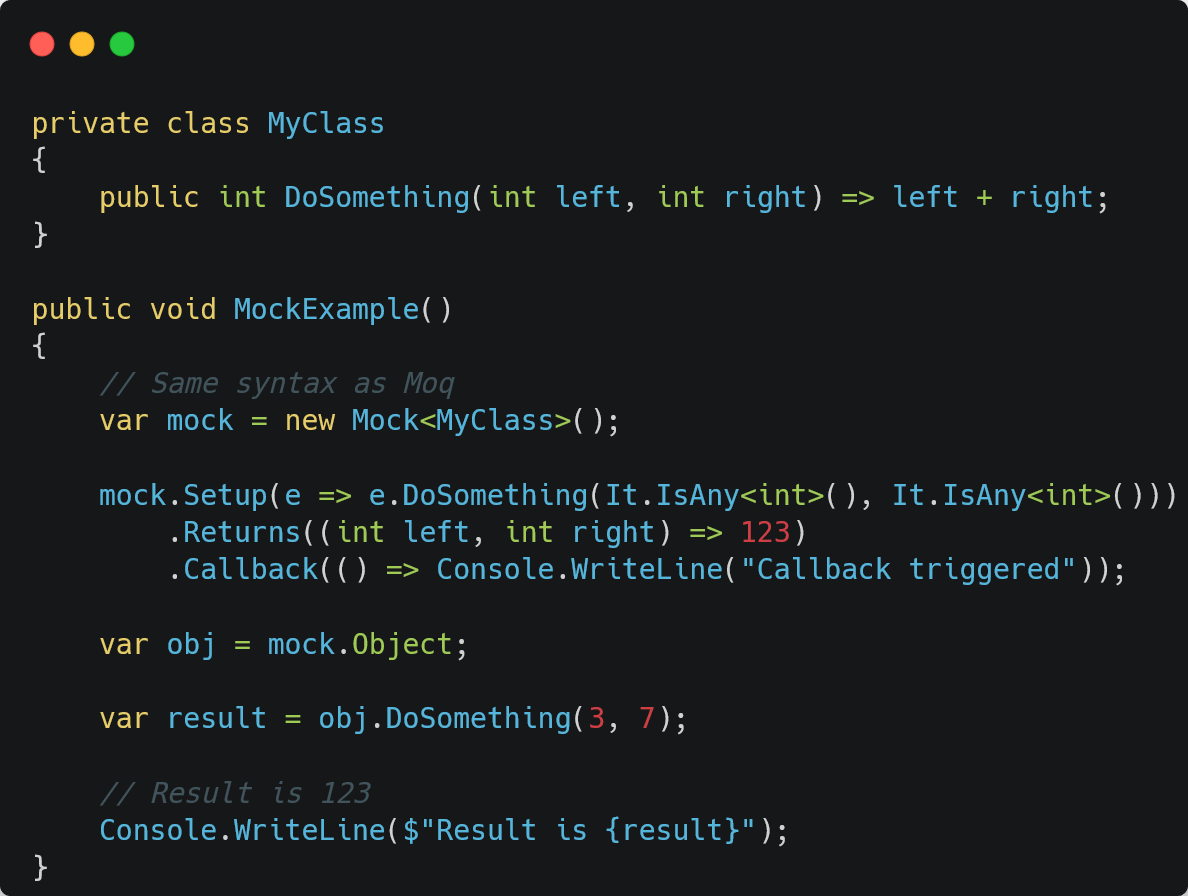 private class MyClass
{
    public int DoSomething(int left, int right) => left + right;
}

public void MockExample()
{
    // Same syntax as Moq
    var mock = new Mock<MyClass>();

    mock.Setup(e => e.DoSomething(It.IsAny<int>(), It.IsAny<int>()))
        .Returns((int left, int right) => 123)
        .Callback(() => Console.WriteLine("Callback triggered"));

    var obj = mock.Object;

    var result = obj.DoSomething(3, 7);

    // Result is 123
    Console.WriteLine($"Result is {result}");
}